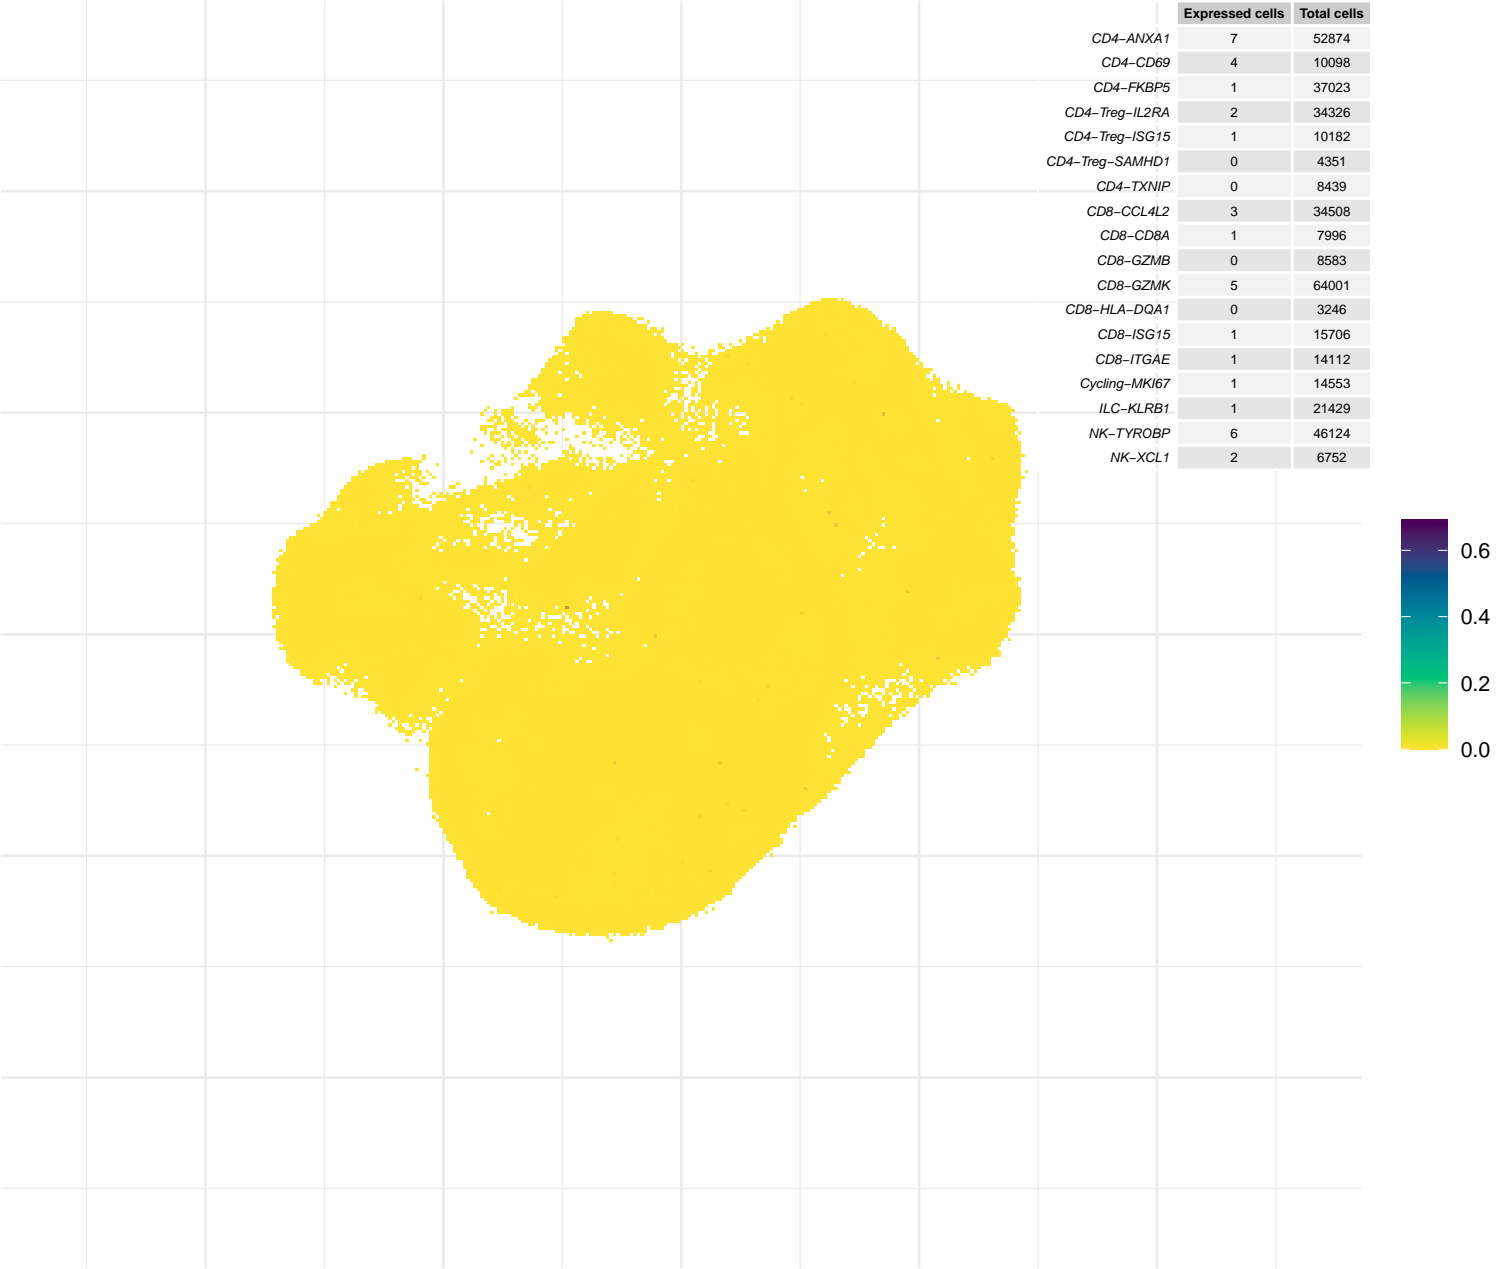 Expressed cells Total cells
CD4−ANXA1 7 52874
CD4−CD69 4 10098
CD4−FKBP5 1 37023
CD4−Treg−IL2RA 2 34326
CD4−Treg−ISG15 1 10182
CD4−Treg−SAMHD1 0 4351
CD4−TXNIP 0 8439
CD8−CCL4L2 3 34508
CD8−CD8A 1 7996
CD8−GZMB 0 8583
CD8−GZMK 5 64001
CD8−HLA−DQA1 0 3246
CD8−ISG15 1 15706
CD8−ITGAE 1 14112
Cycling−MKI67 1 14553
ILC−KLRB1 1 21429
NK−TYROBP 6 46124
NK−XCL1 2 6752
0.6
0.4
0.2
0.0